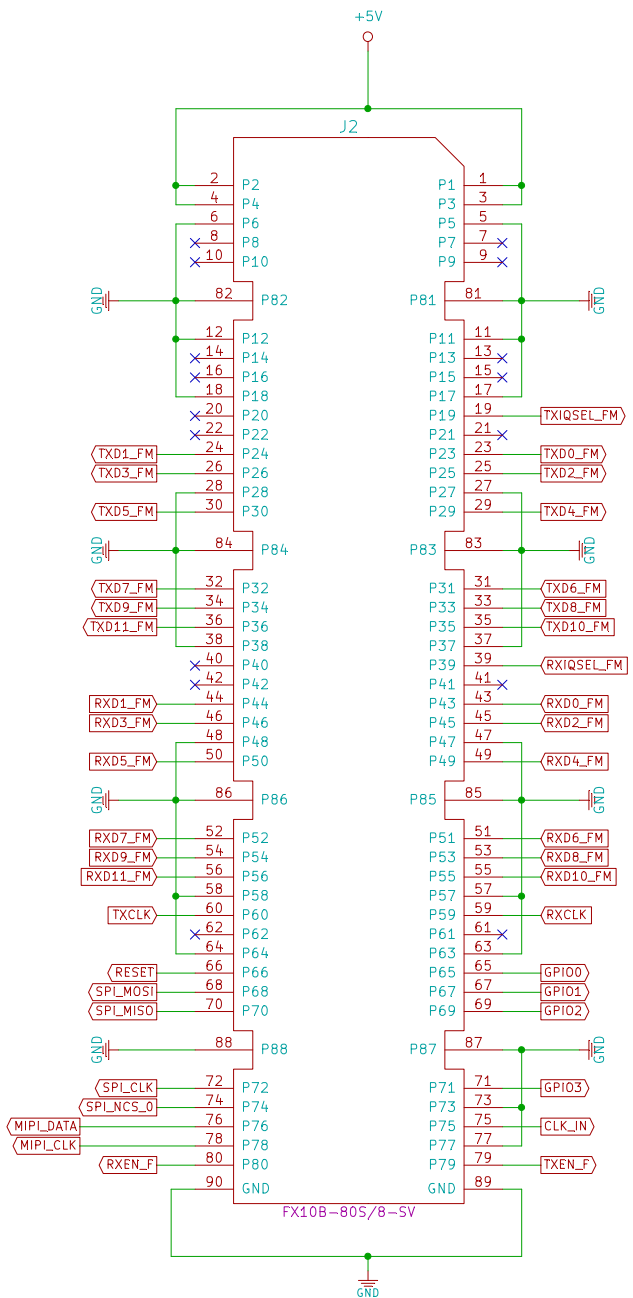 +5V
J2
2 P2 P1 1
4 P4 P3 3
6 P6 P5 5
8 P8 P7 7
10 P10 P9 9
GND 82 P82 P81 81 GND
12 P12 P11 11
14 P14 P13 13
16 P16 P15 15
18 P18 P17 17
20 P20 P19 19 TXIQSEL_FM
22 P22 P21 21
TXD1_FM 24 P24 P23 23 TXD0_FM
TXD3_FM 26 P26 P25 25 TXD2_FM
28 P28 P27 27
TXD5_FM 30 P30 P29 29 TXD4_FM
GND 84 P84 P83 83 GND
TXD7_FM 32 P32 P31 31 TXD6_FM
TXD9_FM 34 P34 P33 33 TXD8_FM
TXD11_FM 36 P36 P35 35 TXD10_FM
38 P38 P37 37
40 P40 P39 39 RXIQSEL_FM
42 P42 P41 41
RXD1_FM 44 P44 P43 43 RXD0_FM
RXD3_FM 46 P46 P45 45 RXD2_FM
48 P48 P47 47
RXD5_FM 50 P50 P49 49 RXD4_FM
GND 86 P86 P85 85 GND
RXD7_FM 52 P52 P51 51 RXD6_FM
RXD9_FM 54 P54 P53 53 RXD8_FM
RXD11_FM 56 P56 P55 55 RXD10_FM
58 P58 P57 57
TXCLK 60 P60 P59 59 RXCLK
62 P62 P61 61
64 P64 P63 63
RESET 66 P66 P65 65 GPIO0
SPI_MOSI 68 P68 P67 67 GPIO1
SPI_MISO 70 P70 P69 69 GPIO2
GND 88 P88 P87 87 GND
SPI_CLK 72 P72 P71 71 GPIO3
SPI_NCS_0 74 P74 P73 73
MIPI_DATA 76 P76 P75 75 CLK_IN
MIPI_CLK 78 P78 P77 77
RXEN_F 80 P80 P79 79 TXEN_F
90 GND GND 89
FX10B-80S/8-SV
GND